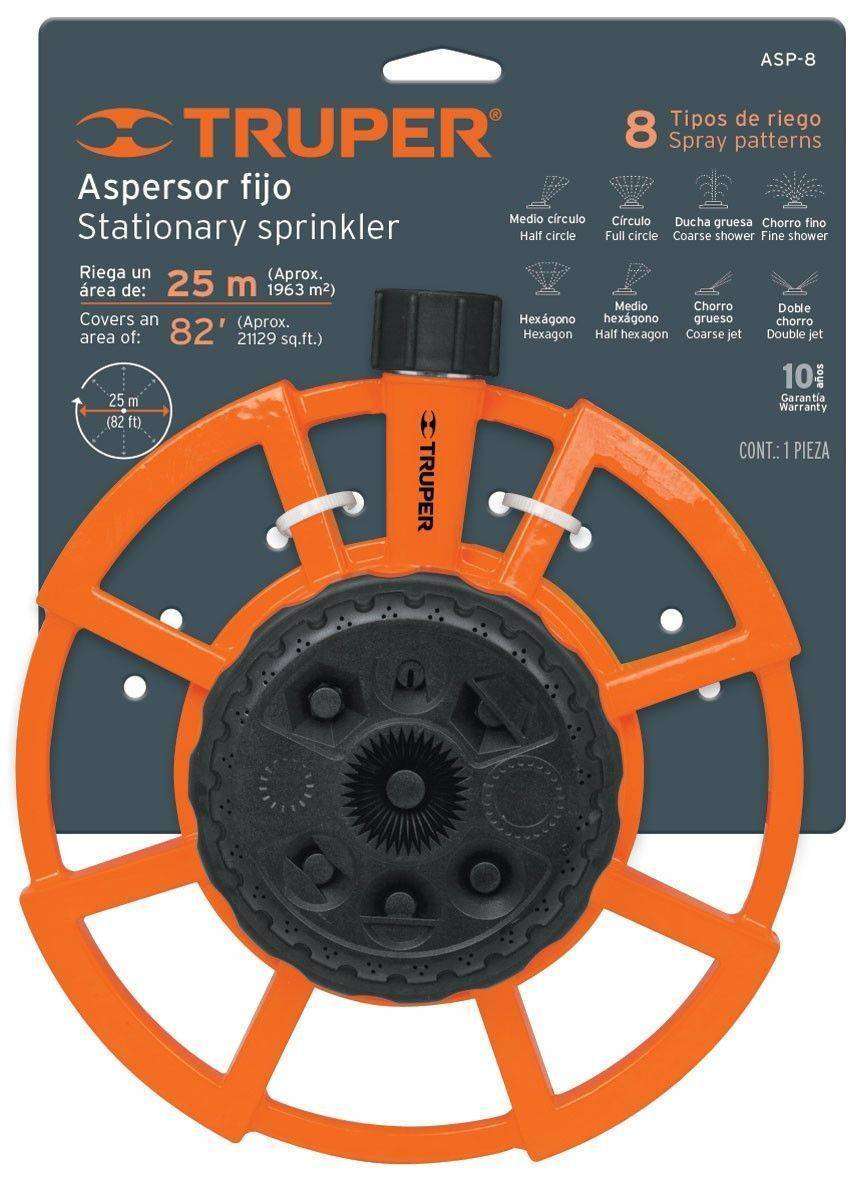 ASP-8
TRUPER®
8 Tipos de riego
Spray patterns
Aspersor fijo
Stationary sprinkler
Riega un área de: 25 m (Aprox. 1963 m²)
Covers an area of: 82' (Aprox. 21129 sq.ft.)
25 m
(82 ft)
Medio círculo
Half circle
Círculo
Full circle
Ducha gruesa
Coarse shower
Chorro fino
Fine shower
Hexágono
Hexagon
Medio
hexágono
Half hexagon
Chorro
grueso
Coarse jet
Doble
chorro
Double jet
10 años
Garantía
Warranty
CONT.: 1 PIEZA
TRUPER